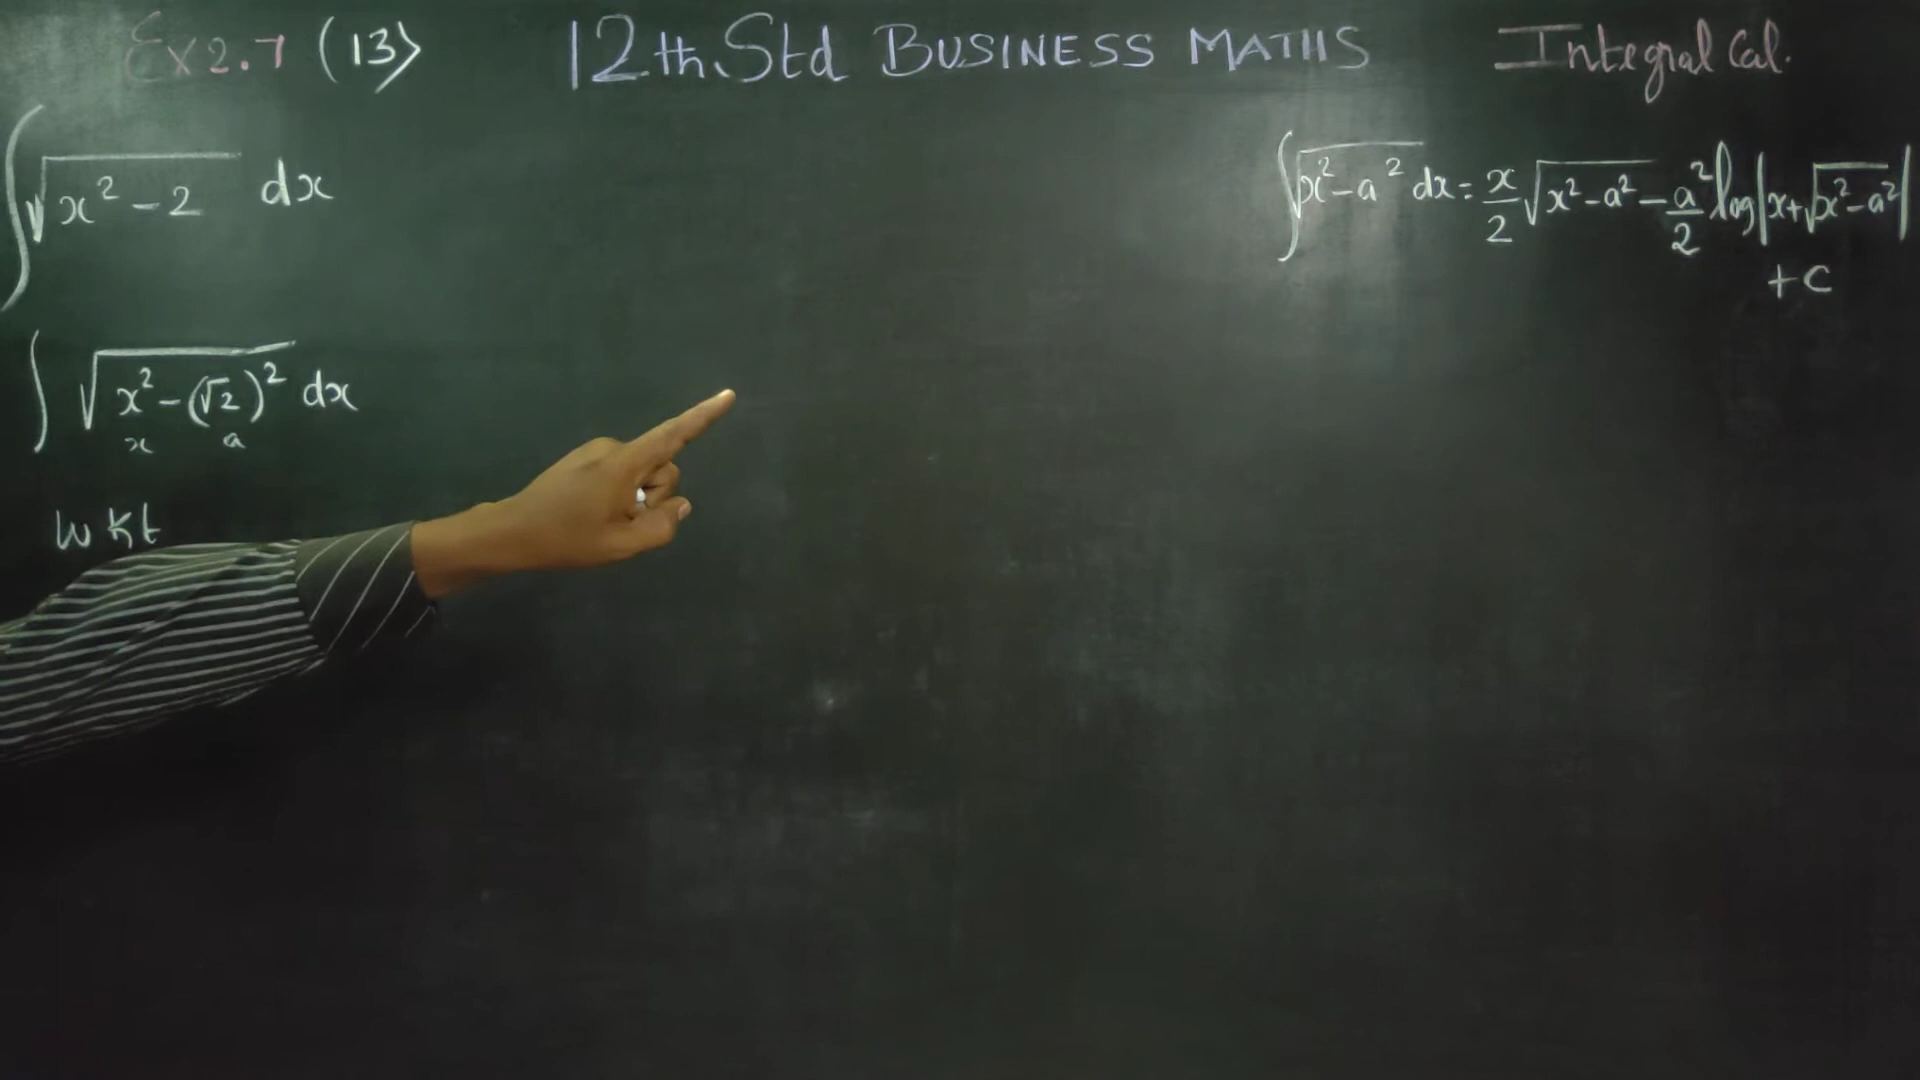 Ex 2.7 (13) 12th Std BUSINESS MATHS Integral Cal.
∫√(x² - 2) dx
∫√(x² - a²) dx = x/2 √(x² - a²) - a²/2 log|x + √(x² - a²)|
+ C
∫√(x² - (√2)²) dx
x a
WKt